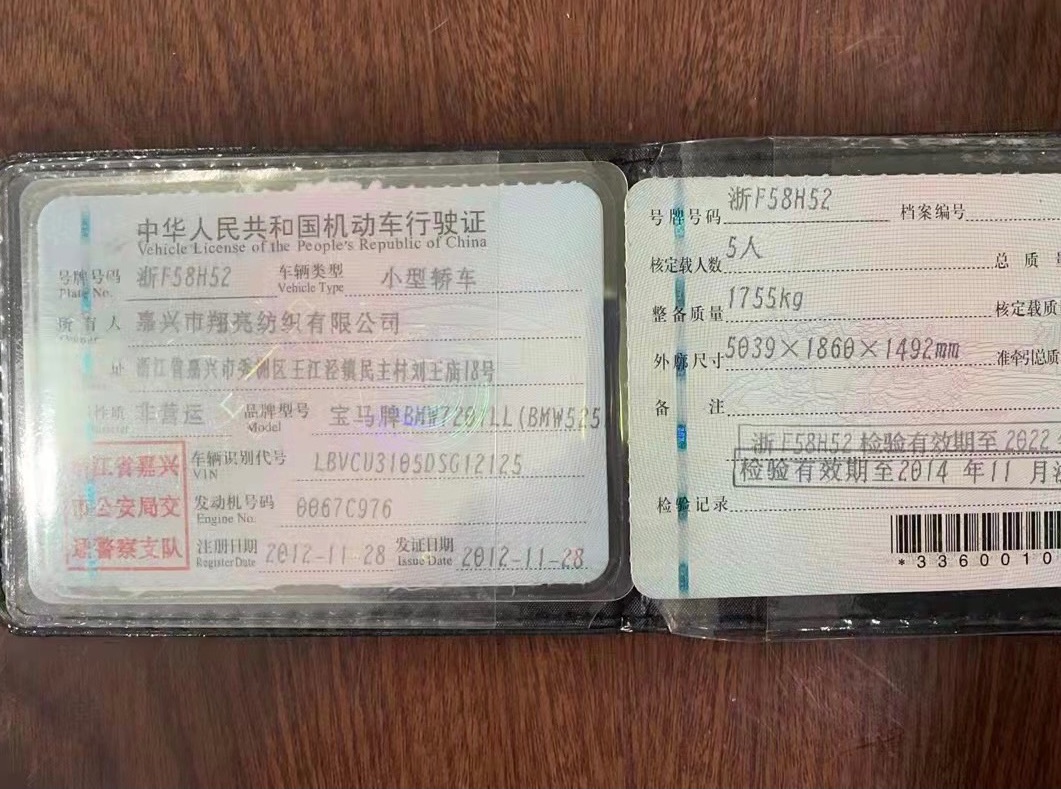 中华人民共和国机动车行驶证
Vehicle License of the People's Republic of China
号牌号码 浙F58H52 车辆类型 小型轿车
Plate No. Vehicle Type
所有人 嘉兴市翔亮纺织有限公司
址 浙江省嘉兴市秀洲区王江泾镇民主村刘王庙18号
性质 非营运 品牌型号 宝马牌BMW7201LL(BMW525
Model
车辆识别代号 LBVCU3105DSG12125
VIN
发动机号码 0067C976
Engine No.
注册日期 2012-11-28 发证日期 2012-11-28
Register Date Issue Date
浙江省嘉兴
市公安局交
通警察支队
号牌号码 浙F58H52 档案编号
核定载人数 5人 总质量
整备质量 1755kg 核定载质
外廓尺寸 5039×1860×1492mm 准牵引总质
备注
浙F58H52 检验有效期至2022
检验有效期至2014 年11 月
检验记录
*3360010